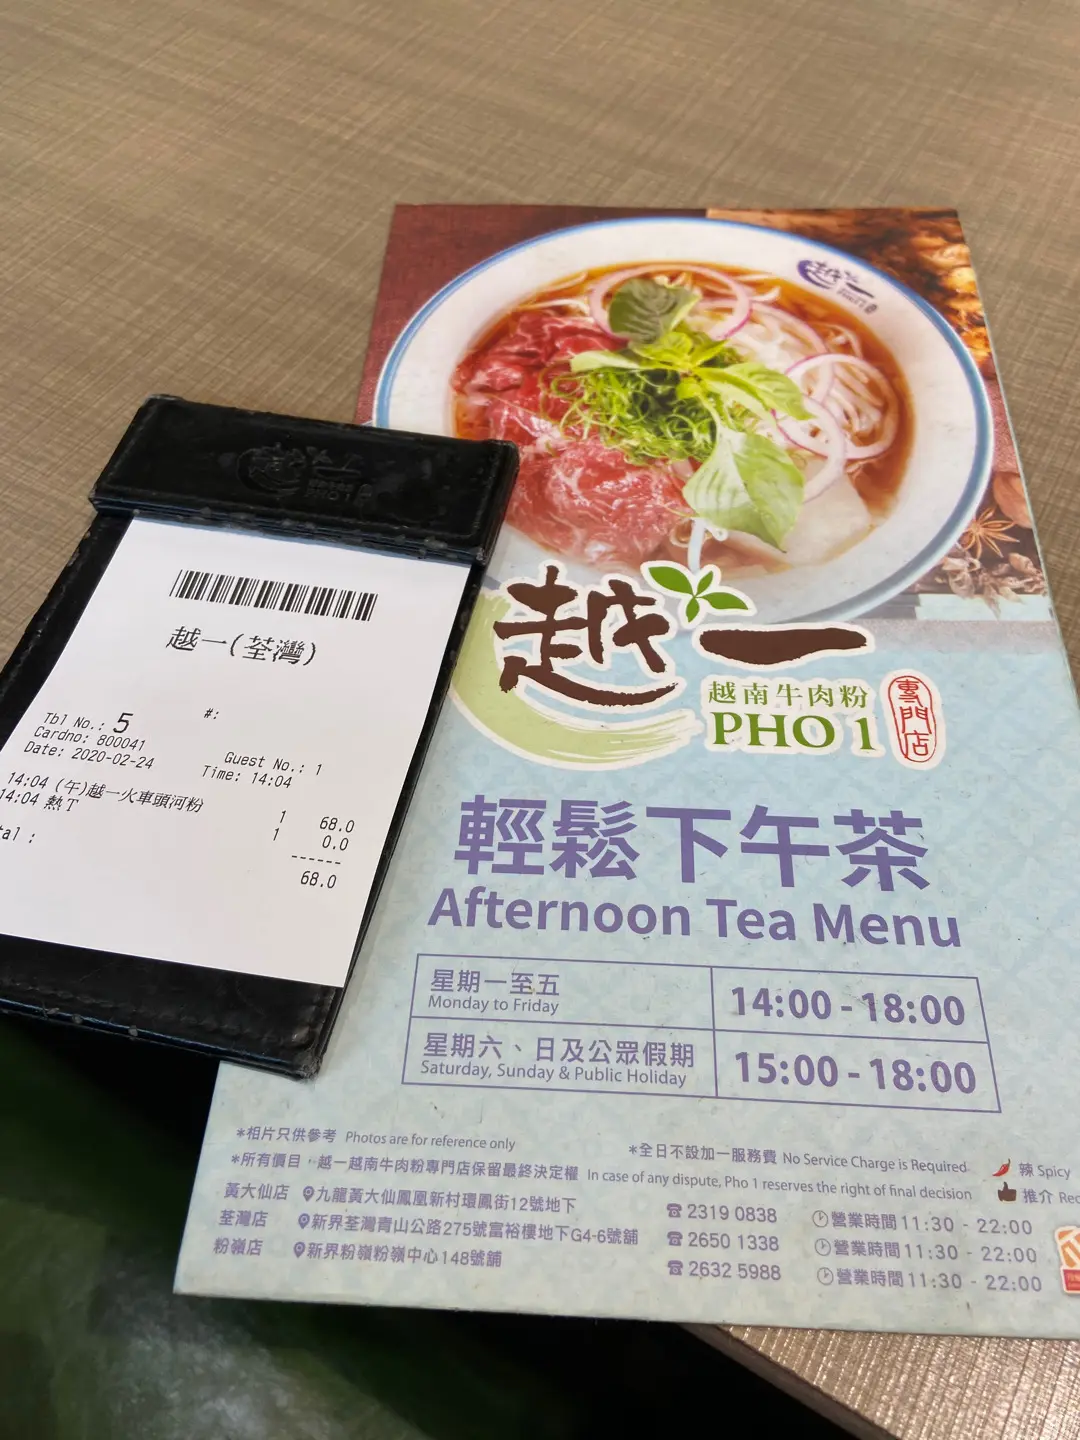 越一
PHO 1
越一(荃灣)
Tbl No.: 5
#:
Cardno: 800041
Guest No.: 1
Date: 2020-02-24
Time: 14:04
14:04 (午)越一火車頭河粉 1 68.0
14:04 熱T 1 0.0
------
tal : 68.0
越一
越南牛肉粉
PHO 1
專門店
輕鬆下午茶
Afternoon Tea Menu
星期一至五
Monday to Friday
14:00 - 18:00
星期六、日及公眾假期
Saturday, Sunday & Public Holiday
15:00 - 18:00
*相片只供參考 Photos are for reference only
*全日不設加一服務費 No Service Charge is Required
辣 Spicy
*所有價目，越一越南牛肉粉專門店保留最終決定權 In case of any dispute, Pho 1 reserves the right of final decision
推介
黃大仙店 九龍黃大仙鳳凰新村環鳳街12號地下 2319 0838 營業時間 11:30 - 22:00
荃灣店 新界荃灣青山公路275號富裕樓地下G4-6號舖 2650 1338 營業時間 11:30 - 22:00
粉嶺店 新界粉嶺粉嶺中心148號舖 2632 5988 營業時間 11:30 - 22:00